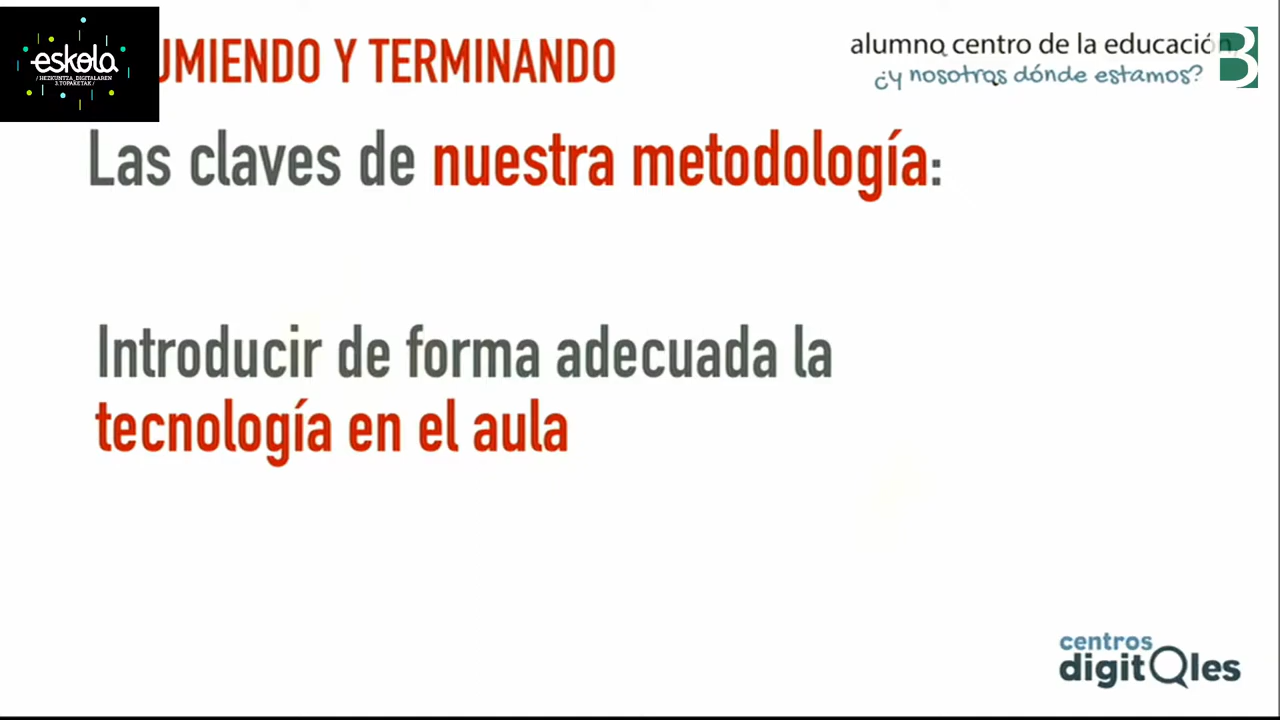 eskola
/ HEZKUNTZA_DIGITALAREN
3.TOPAKETAK /
UMIENDO Y TERMINANDO
alumno centro de la educación,
¿y nosotros dónde estamos?
B
Las claves de nuestra metodología:
Introducir de forma adecuada la
tecnología en el aula
centros
digitales